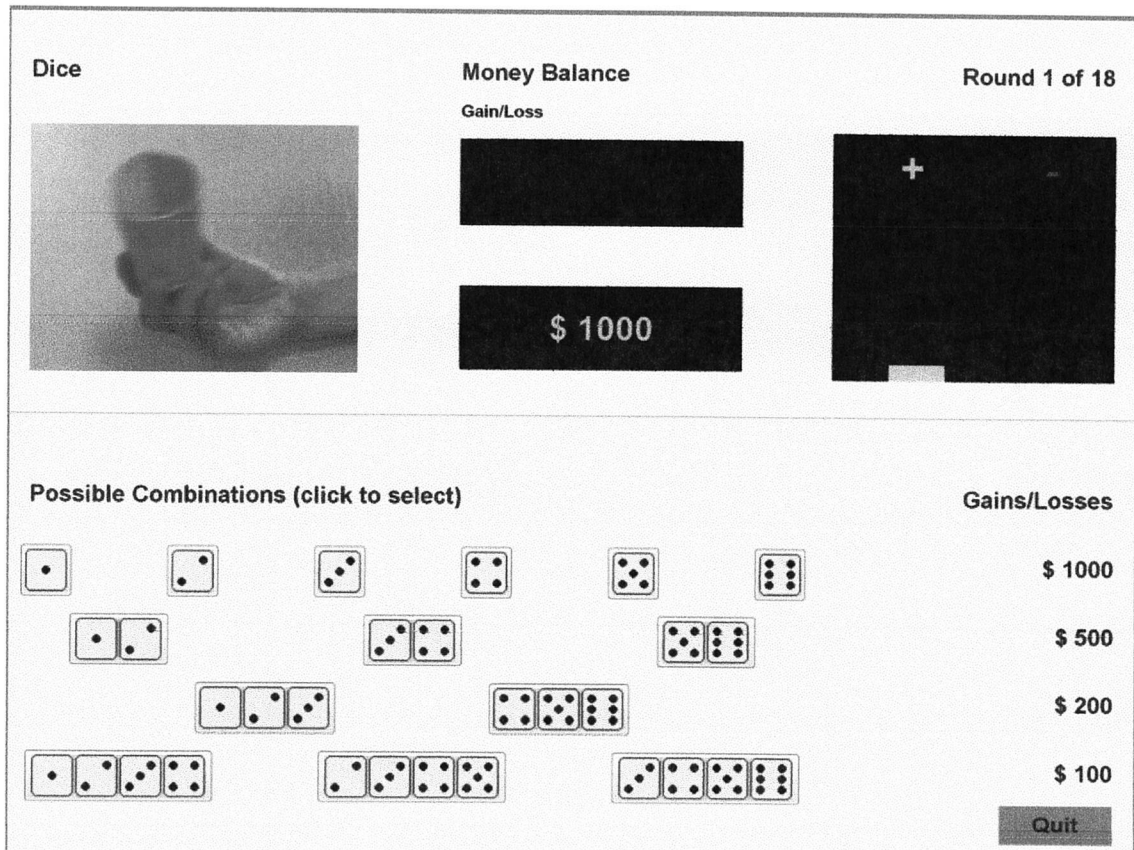 Dice
Money Balance
Round 1 of 18
Gain/Loss
+ -
$ 1000
Possible Combinations (click to select)
Gains/Losses
$ 1000
$ 500
$ 200
$ 100
Quit